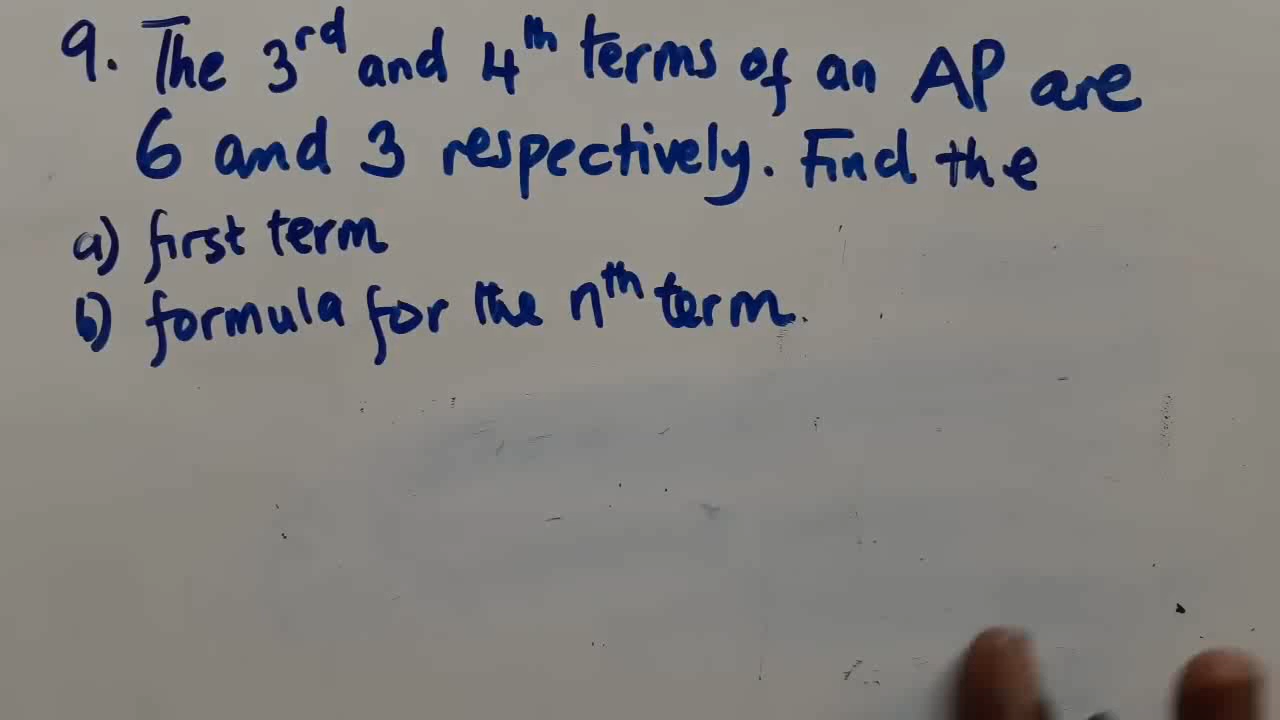 9. The 3rd and 4th terms of an AP are
6 and 3 respectively. Find the
a) first term
b) formula for the nth term.